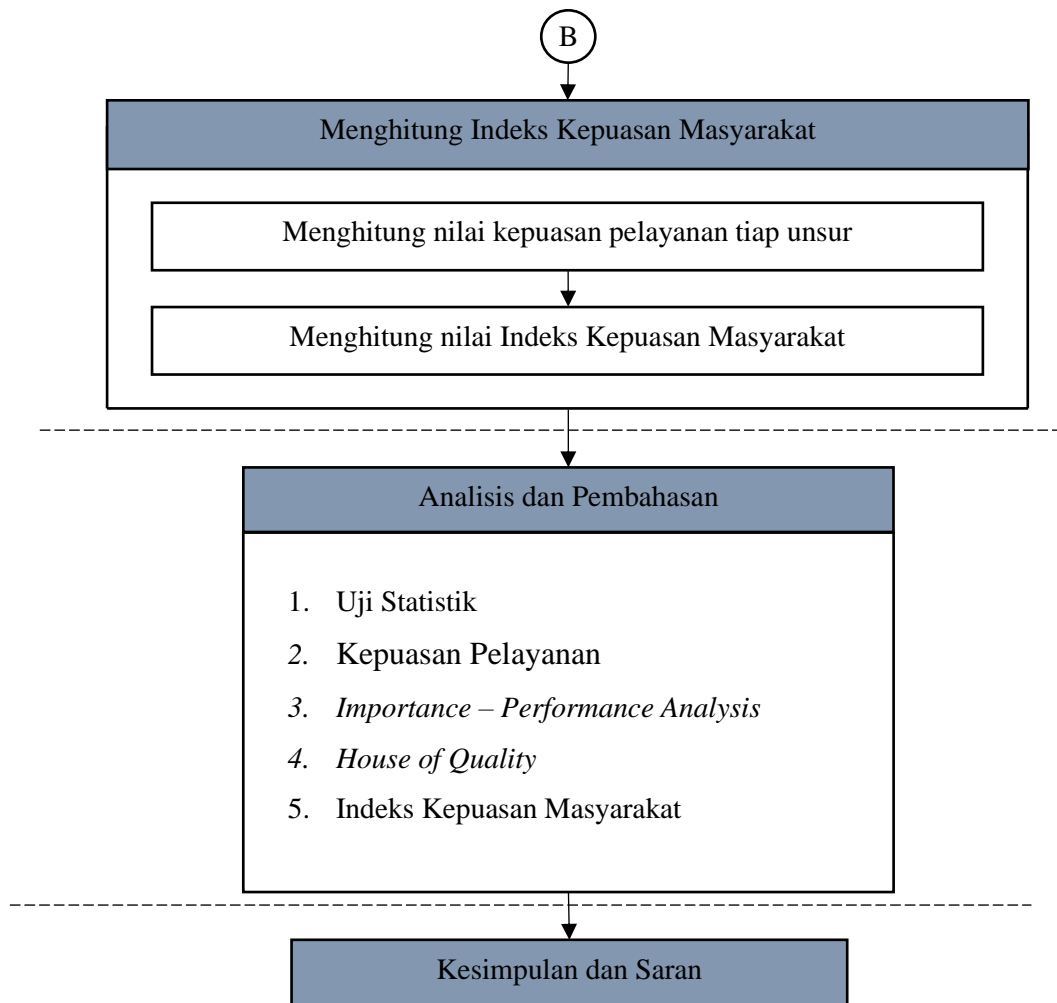 B
Menghitung Indeks Kepuasan Masyarakat
Menghitung nilai kepuasan pelayanan tiap unsur
Menghitung nilai Indeks Kepuasan Masyarakat
Analisis dan Pembahasan
1. Uji Statistik
2. Kepuasan Pelayanan
3. Importance – Performance Analysis
4. House of Quality
5. Indeks Kepuasan Masyarakat
Kesimpulan dan Saran